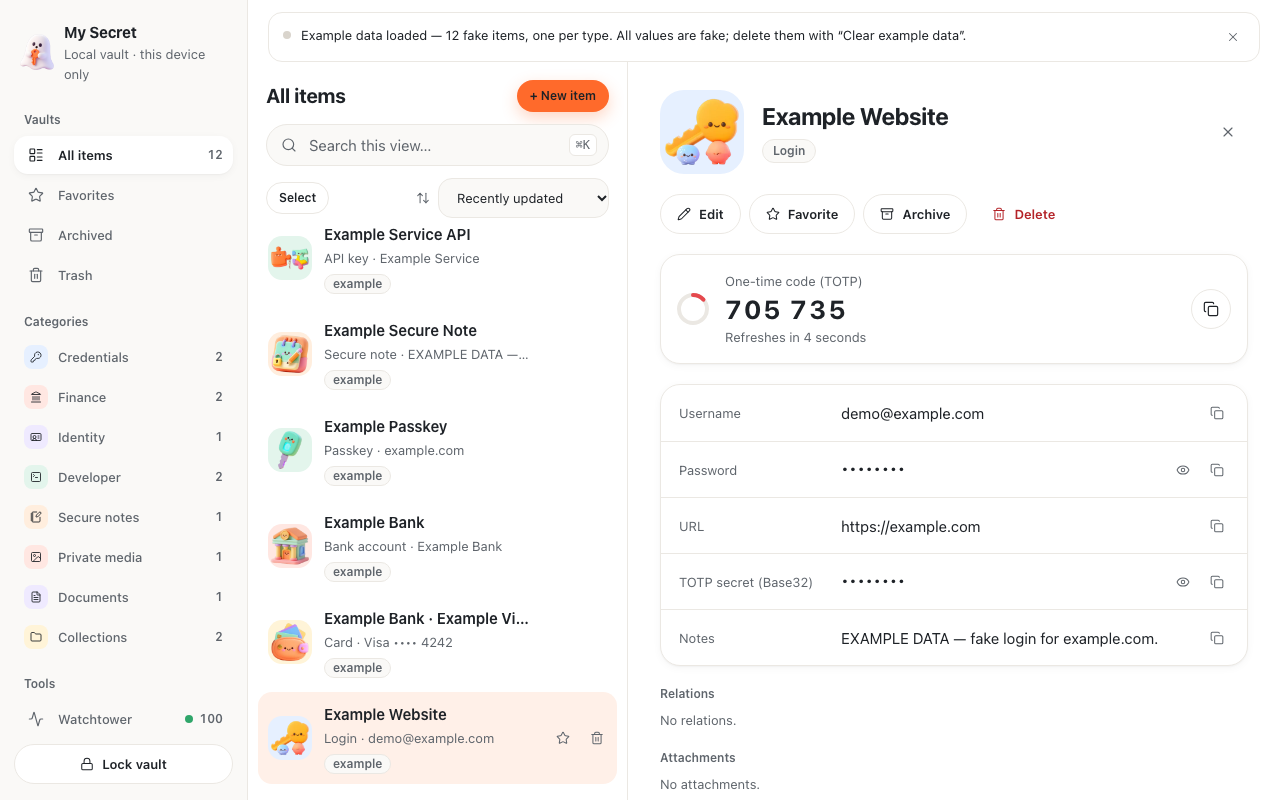 My Secret
Local vault · this device
only
Vaults
All items 12
Favorites
Archived
Trash
Categories
Credentials 2
Finance 2
Identity 1
Developer 2
Secure notes 1
Private media 1
Documents 1
Collections 2
Tools
Watchtower 100
Lock vault
Example data loaded — 12 fake items, one per type. All values are fake; delete them with “Clear example data”.
All items
+ New item
Search this view... ⌘K
Select
Recently updated
Example Service API
API key · Example Service
example
Example Secure Note
Secure note · EXAMPLE DATA —...
example
Example Passkey
Passkey · example.com
example
Example Bank
Bank account · Example Bank
example
Example Bank · Example Vi...
Card · Visa •••• 4242
example
Example Website
Login · demo@example.com
example
Example Website
Login
Edit
Favorite
Archive
Delete
One-time code (TOTP)
705 735
Refreshes in 4 seconds
Username demo@example.com
Password ••••••••
URL https://example.com
TOTP secret (Base32) ••••••••
Notes EXAMPLE DATA — fake login for example.com.
Relations
No relations.
Attachments
No attachments.